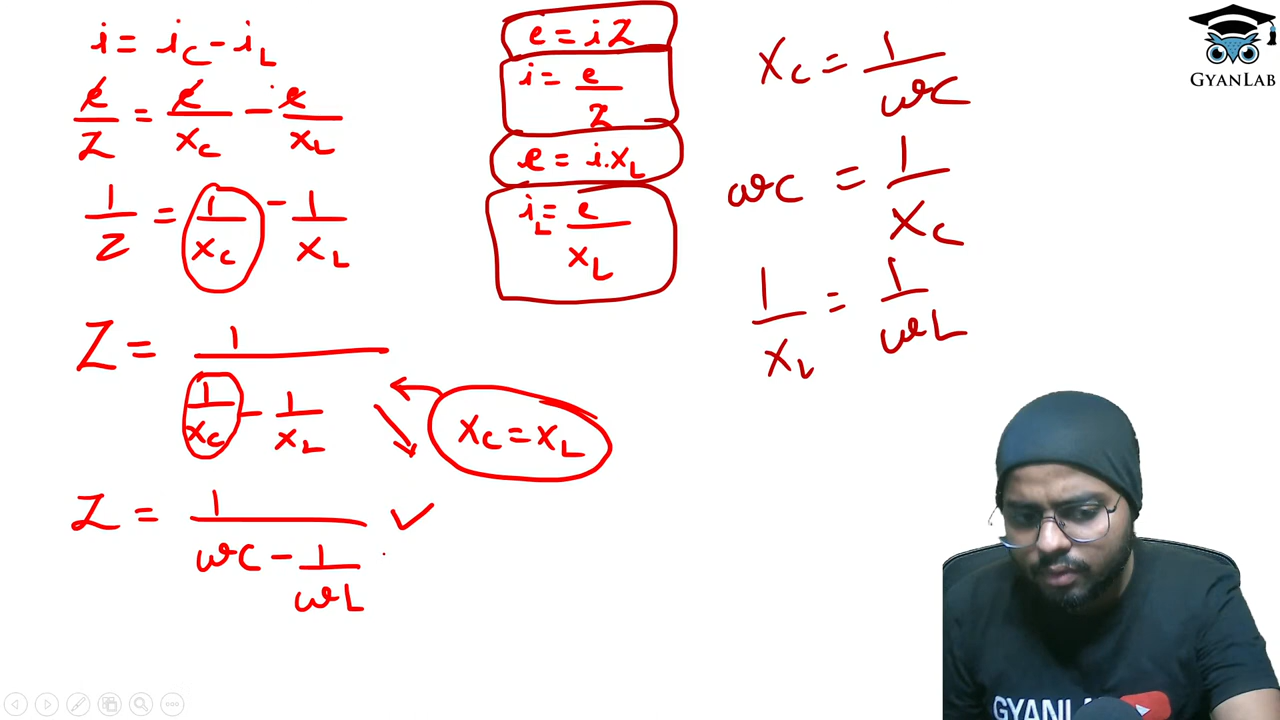 i = i_C - i_L
e/Z = e/X_C - e/X_L
1/Z = 1/X_C - 1/X_L
Z = 1/(1/X_C - 1/X_L)
X_C = X_L
Z = 1/(ωC - 1/ωL) ✓
e = iZ
i = e/Z
e = i.X_L
i_L = e/X_L
X_C = 1/ωC
ωC = 1/X_C
1/X_L = 1/ωL
GYANLAB
GYANLA